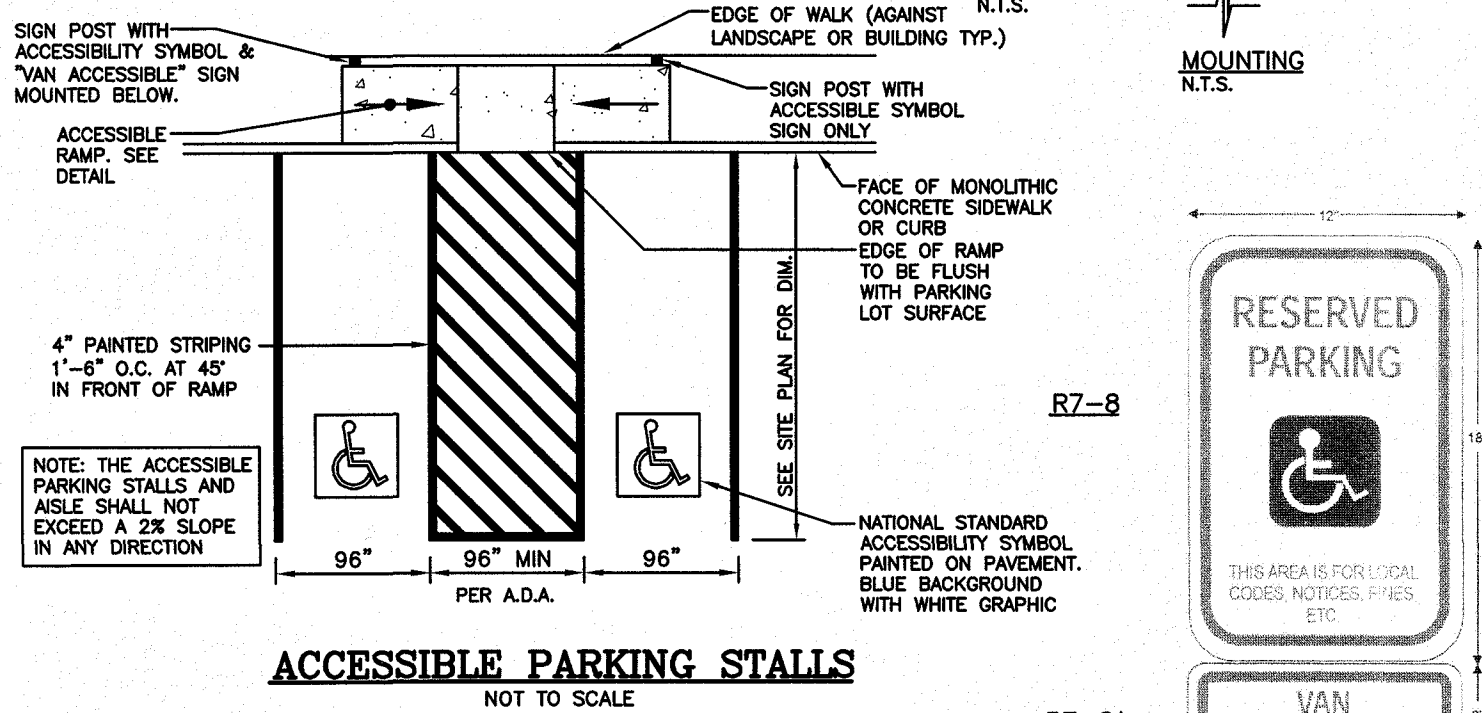 SIGN POST WITH
ACCESSIBILITY SYMBOL &
"VAN ACCESSIBLE" SIGN
MOUNTED BELOW.
ACCESSIBLE
RAMP. SEE
DETAIL
EDGE OF WALK (AGAINST
LANDSCAPE OR BUILDING TYP.)
N.T.S.
SIGN POST WITH
ACCESSIBLE SYMBOL
SIGN ONLY
FACE OF MONOLITHIC
CONCRETE SIDEWALK
OR CURB
EDGE OF RAMP
TO BE FLUSH
WITH PARKING
LOT SURFACE
SEE SITE PLAN FOR DIM.
4" PAINTED STRIPING
1'-6" O.C. AT 45°
IN FRONT OF RAMP
NOTE: THE ACCESSIBLE
PARKING STALLS AND
AISLE SHALL NOT
EXCEED A 2% SLOPE
IN ANY DIRECTION
96"
96" MIN
96"
PER A.D.A.
NATIONAL STANDARD
ACCESSIBILITY SYMBOL
PAINTED ON PAVEMENT.
BLUE BACKGROUND
WITH WHITE GRAPHIC
ACCESSIBLE PARKING STALLS
NOT TO SCALE
MOUNTING
N.T.S.
R7-8
12"
18
RESERVED
PARKING
THIS AREA IS FOR LOCAL
CODES, NOTICES, FINES,
ETC.
VAN